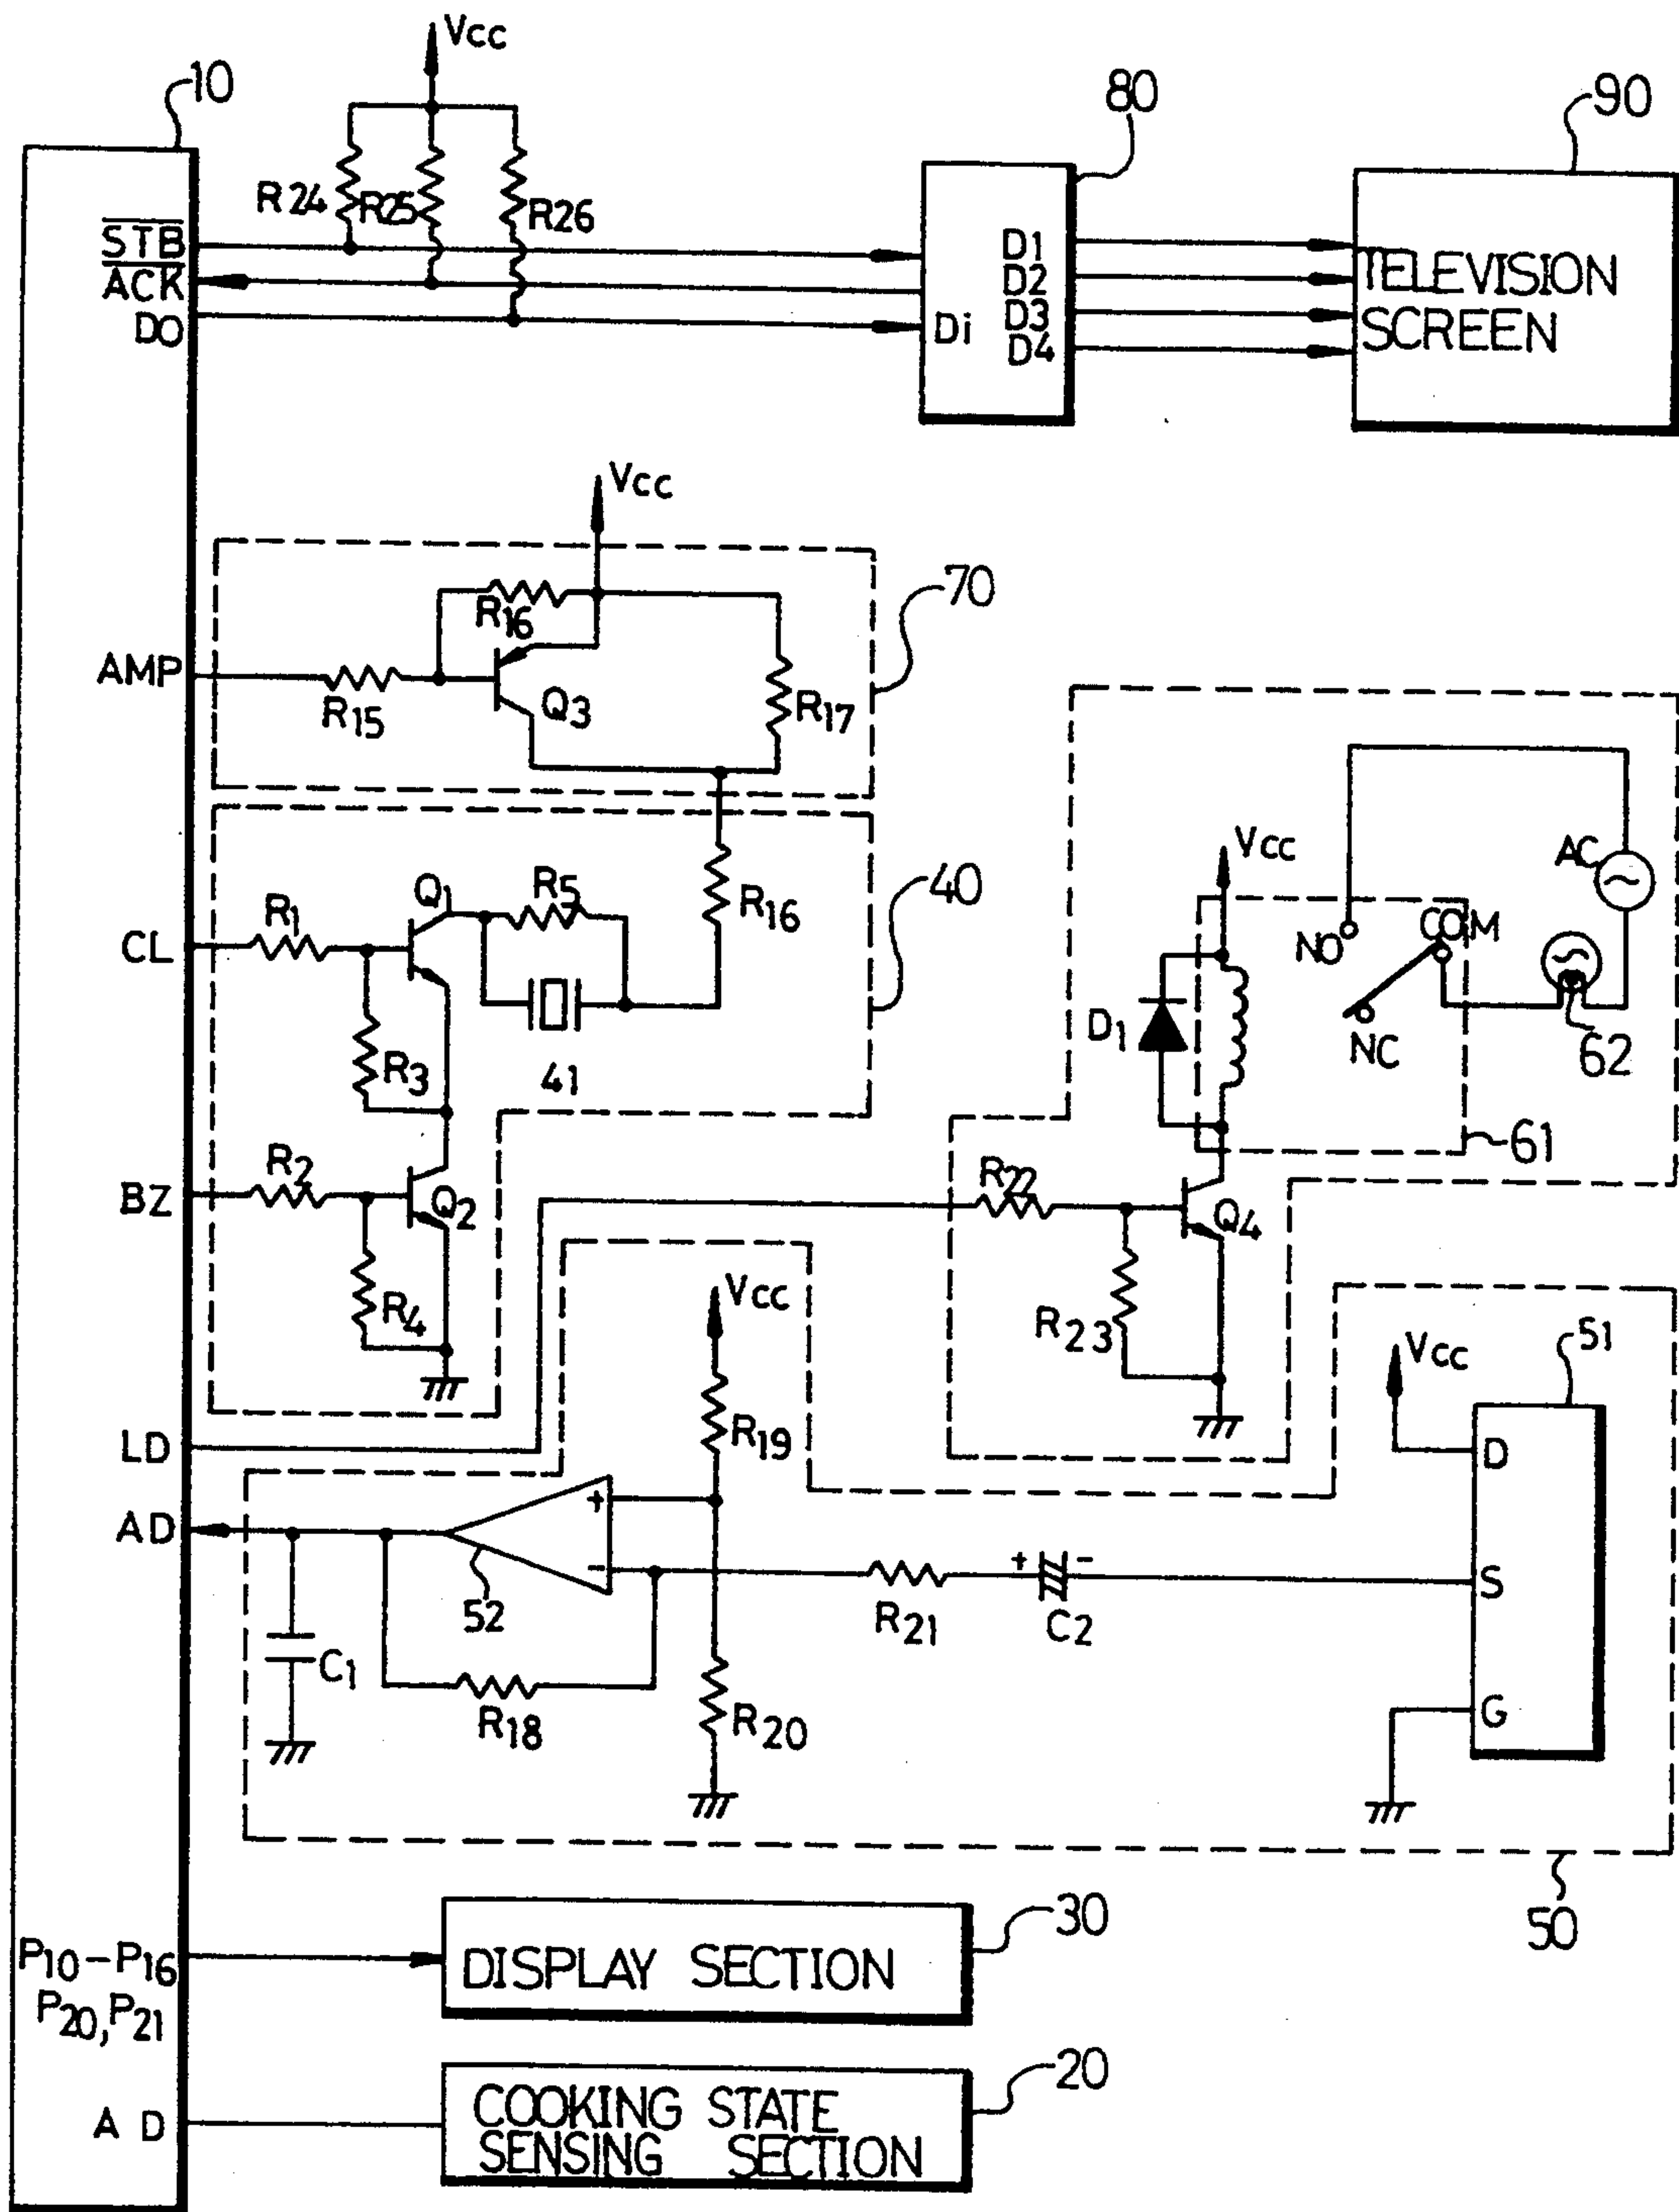 Vcc
10
80
90
R24
R25
R26
STB
ACK
DO
Di
D1
D2
D3
D4
TELEVISION
SCREEN
Vcc
70
R16
AMP
R15
Q3
R17
Vcc
AC
40
Q1
R5
R1
R16
CL
NO
COM
D1
NC
62
R3
41
61
R2
BZ
Q2
R22
Q4
R4
Vcc
R23
51
Vcc
LD
R19
D
AD
+
-
52
R21
+
-
C2
S
C1
R18
R20
G
50
30
P10-P16
P20,P21
DISPLAY SECTION
20
A D
COOKING STATE
SENSING SECTION